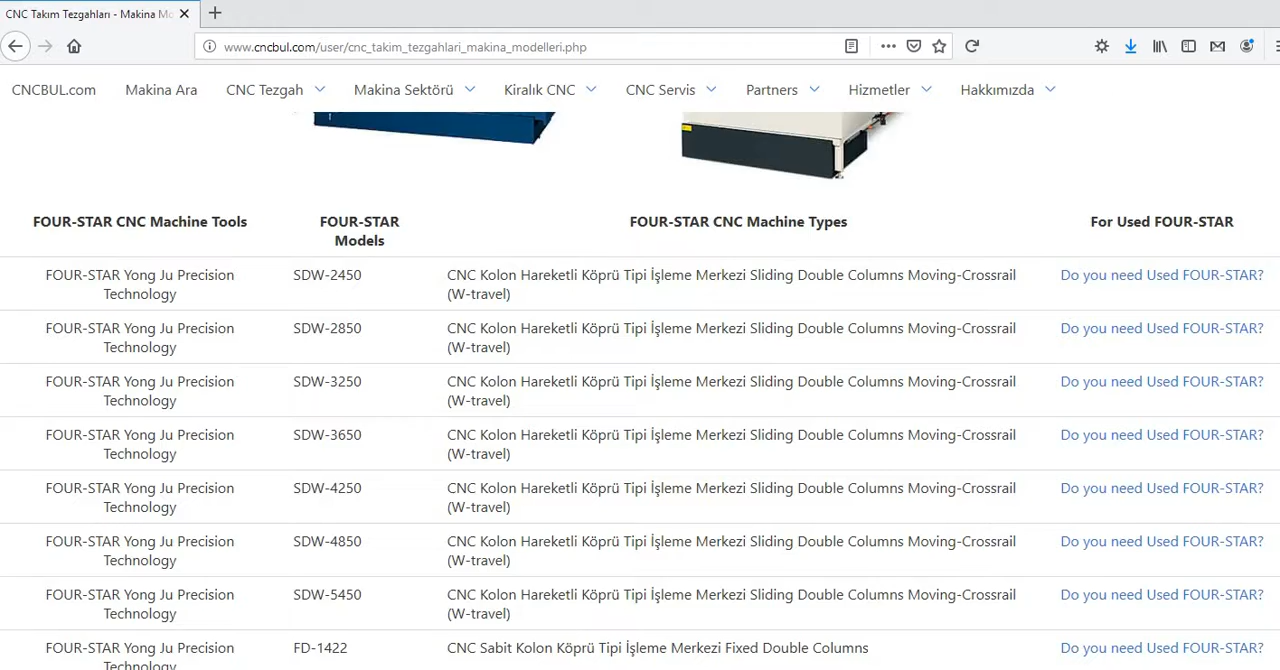 CNC Takım Tezgahları - Makina Mo
www.cncbul.com/user/cnc_takim_tezgahlari_makina_modelleri.php
CNCBUL.com Makina Ara CNC Tezgah Makina Sektörü Kiralık CNC CNC Servis Partners Hizmetler Hakkımızda
FOUR-STAR CNC Machine Tools FOUR-STAR FOUR-STAR CNC Machine Types For Used FOUR-STAR
Models
FOUR-STAR Yong Ju Precision SDW-2450 CNC Kolon Hareketli Köprü Tipi İşleme Merkezi Sliding Double Columns Moving-Crossrail Do you need Used FOUR-STAR?
Technology (W-travel)
FOUR-STAR Yong Ju Precision SDW-2850 CNC Kolon Hareketli Köprü Tipi İşleme Merkezi Sliding Double Columns Moving-Crossrail Do you need Used FOUR-STAR?
Technology (W-travel)
FOUR-STAR Yong Ju Precision SDW-3250 CNC Kolon Hareketli Köprü Tipi İşleme Merkezi Sliding Double Columns Moving-Crossrail Do you need Used FOUR-STAR?
Technology (W-travel)
FOUR-STAR Yong Ju Precision SDW-3650 CNC Kolon Hareketli Köprü Tipi İşleme Merkezi Sliding Double Columns Moving-Crossrail Do you need Used FOUR-STAR?
Technology (W-travel)
FOUR-STAR Yong Ju Precision SDW-4250 CNC Kolon Hareketli Köprü Tipi İşleme Merkezi Sliding Double Columns Moving-Crossrail Do you need Used FOUR-STAR?
Technology (W-travel)
FOUR-STAR Yong Ju Precision SDW-4850 CNC Kolon Hareketli Köprü Tipi İşleme Merkezi Sliding Double Columns Moving-Crossrail Do you need Used FOUR-STAR?
Technology (W-travel)
FOUR-STAR Yong Ju Precision SDW-5450 CNC Kolon Hareketli Köprü Tipi İşleme Merkezi Sliding Double Columns Moving-Crossrail Do you need Used FOUR-STAR?
Technology (W-travel)
FOUR-STAR Yong Ju Precision FD-1422 CNC Sabit Kolon Köprü Tipi İşleme Merkezi Fixed Double Columns Do you need Used FOUR-STAR?
Technology